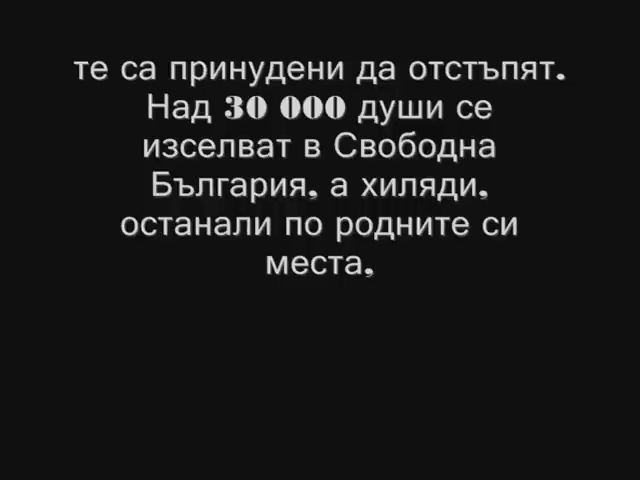 те са принудени да отстъпят.
Над 30 000 души се
изселват в Свободна
България, а хиляди,
останали по родните си
места,